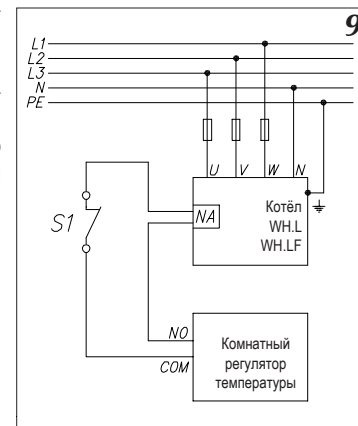 9
L1
L2
L3
N
PE
U V W N
S1
NA
Котёл
WH.L
WH.LF
NO
COM
Комнатный
регулятор
температуры